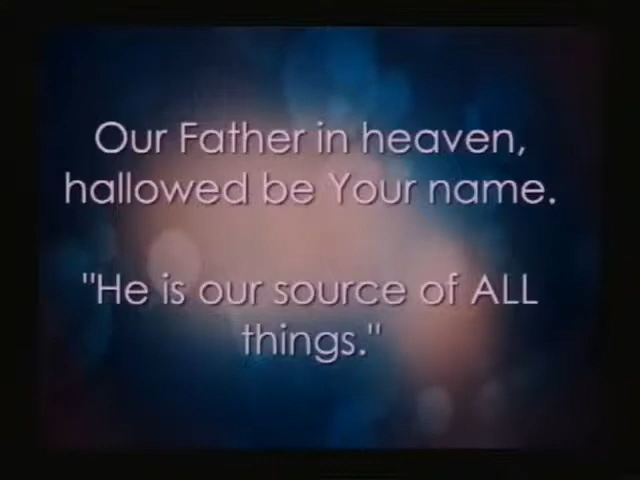 Our Father in heaven,
hallowed be Your name.
"He is our source of ALL
things."